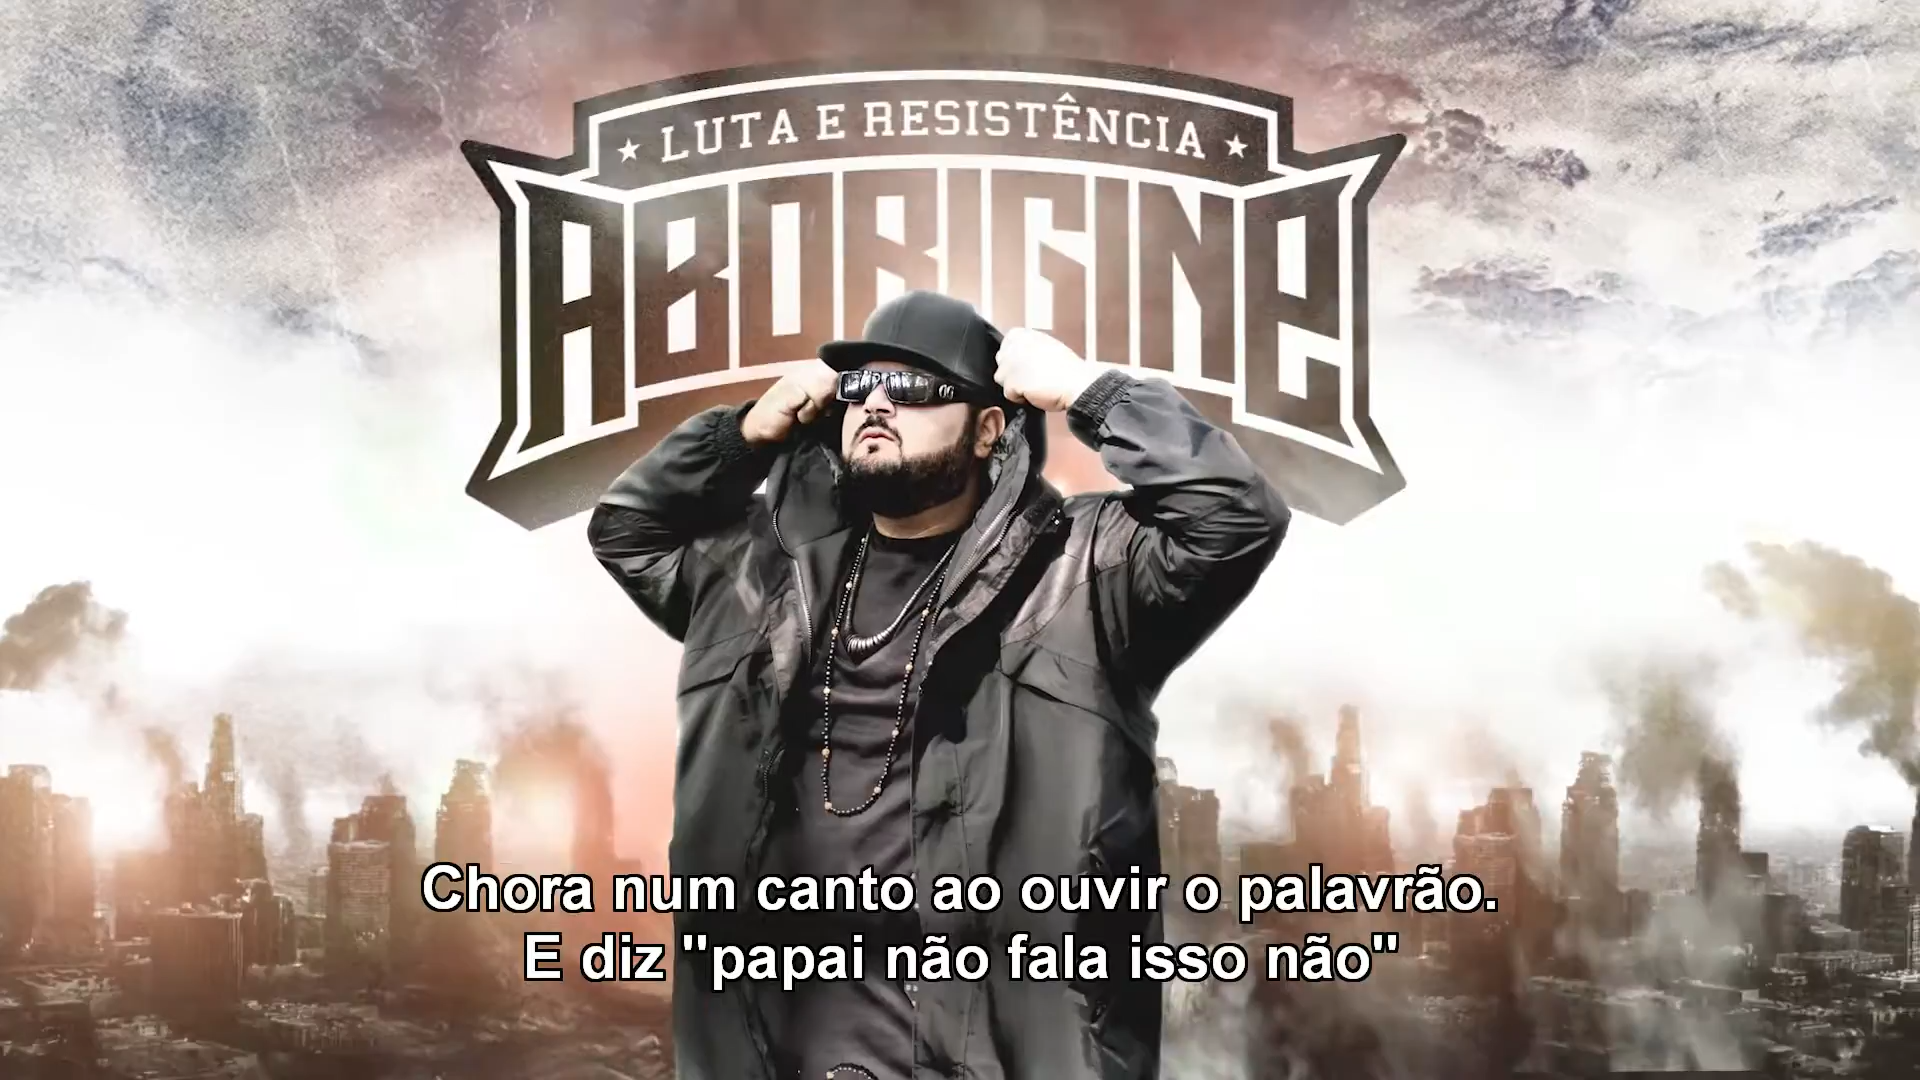 LUTA E RESISTÊNCIA
ABORIGINE
Chora num canto ao ouvir o palavrão.
E diz "papai não fala isso não"